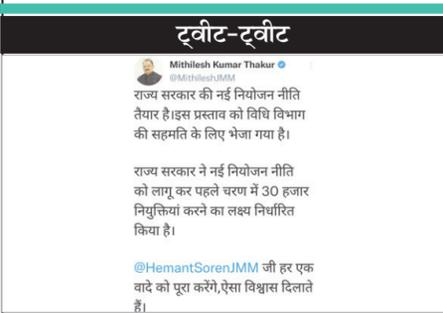 ट्वीट-ट्वीट
Mithilesh Kumar Thakur
@MithileshJMM
राज्य सरकार की नई नियोजन नीति
तैयार है।इस प्रस्ताव को विधि विभाग
की सहमति के लिए भेजा गया है।
राज्य सरकार ने नई नियोजन नीति
को लागू कर पहले चरण में 30 हजार
नियुक्तियां करने का लक्ष्य निर्धारित
किया है।
@HemantSorenJMM जी हर एक
वादे को पूरा करेंगे,ऐसा विश्वास दिलाते
हैं।